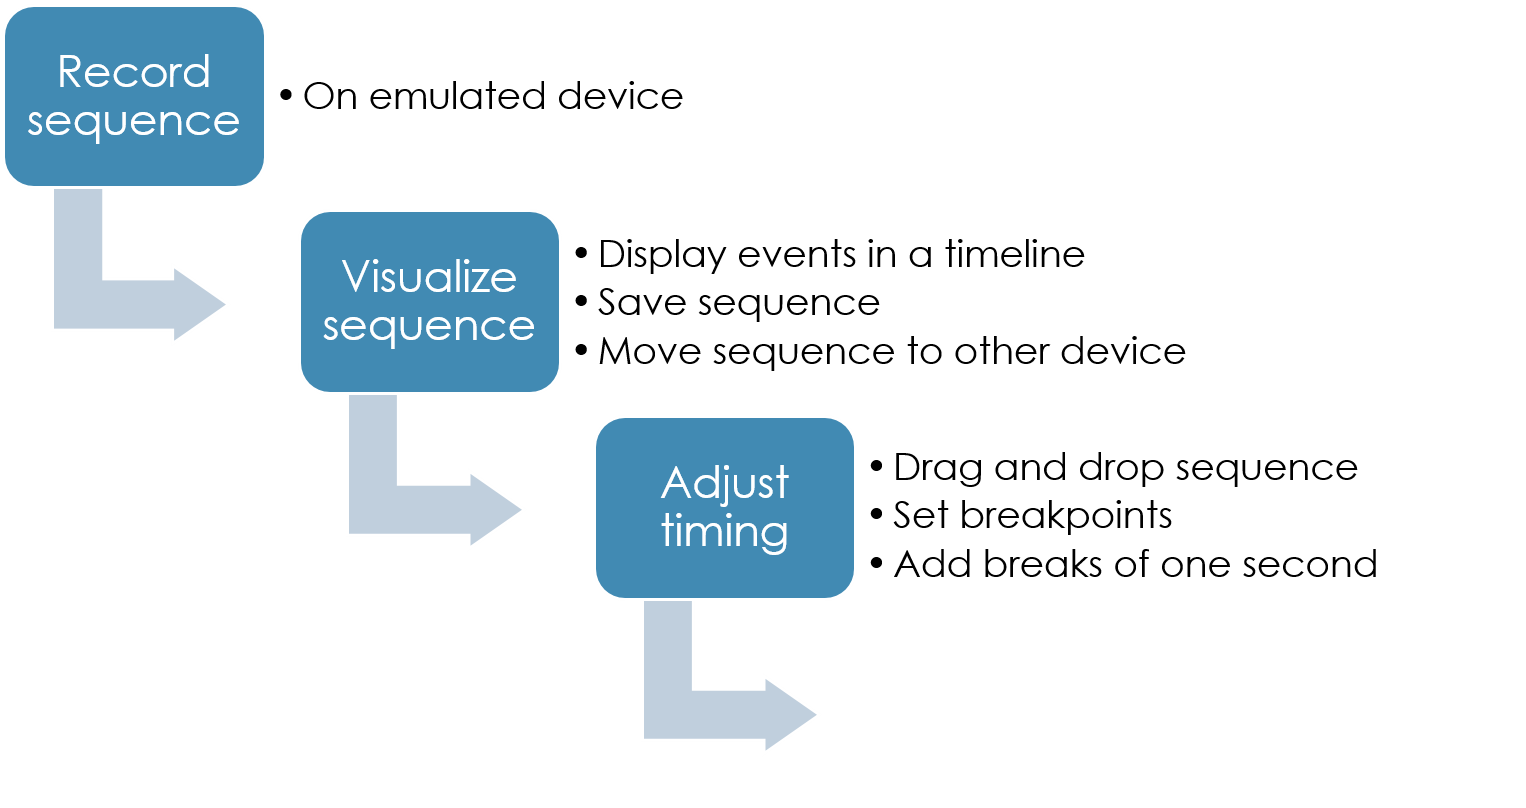 Record
sequence
• On emulated device
Visualize
sequence
• Display events in a timeline
• Save sequence
• Move sequence to other device
Adjust
timing
• Drag and drop sequence
• Set breakpoints
• Add breaks of one second